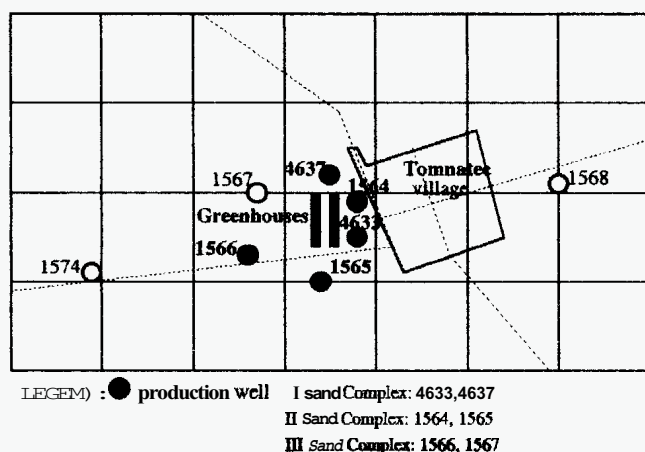 4637
1567
1564
Tomnatec
village
1568
Greenhouses
4633
1566
1565
1574
LEGEM) : production well I sand Complex: 4633,4637
II Sand Complex: 1564, 1565
III Sand Complex: 1566, 1567